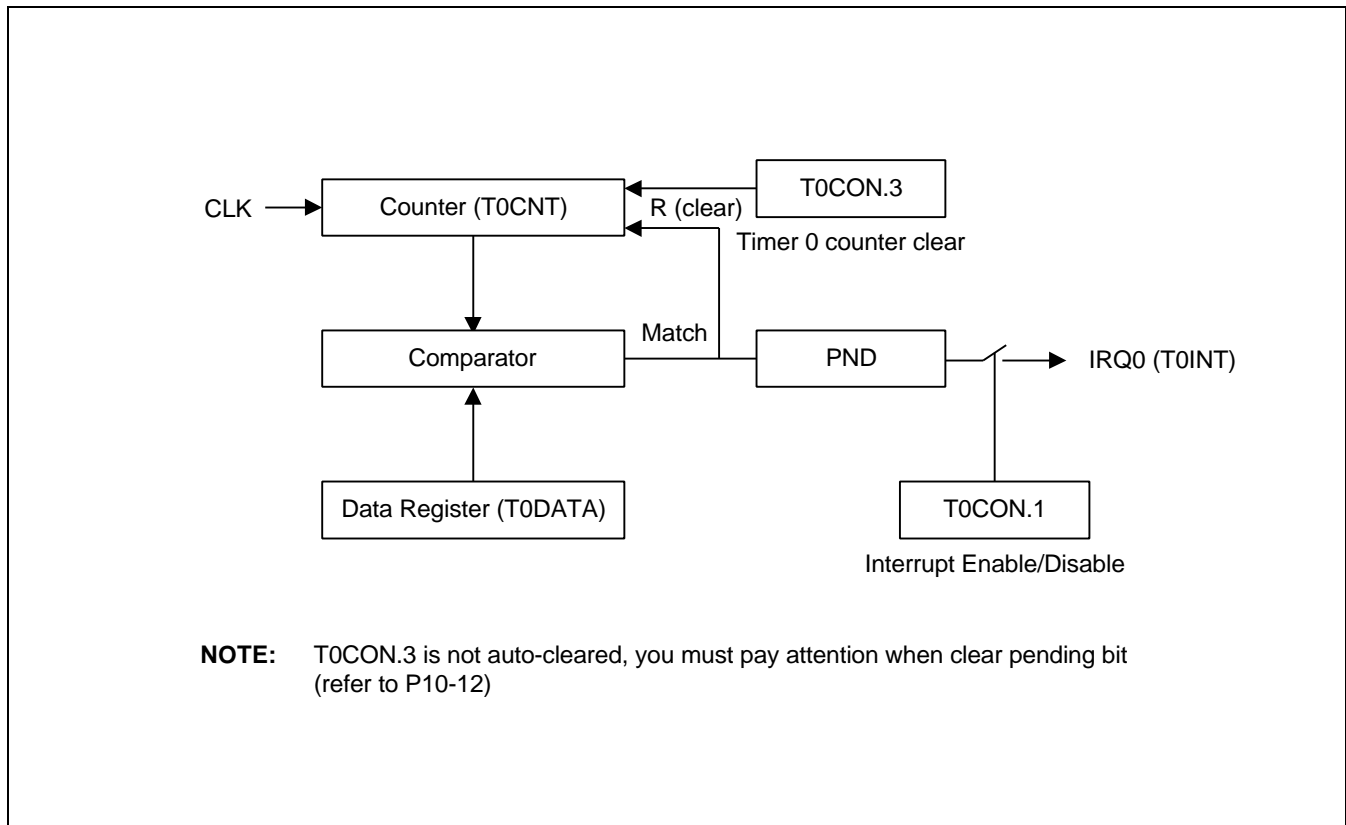 T0CON.3
CLK
Counter (T0CNT)
R (clear)
Timer 0 counter clear
Match
Comparator
PND
IRQ0 (T0INT)
Data Register (T0DATA)
T0CON.1
Interrupt Enable/Disable
NOTE: T0CON.3 is not auto-cleared, you must pay attention when clear pending bit
(refer to P10-12)